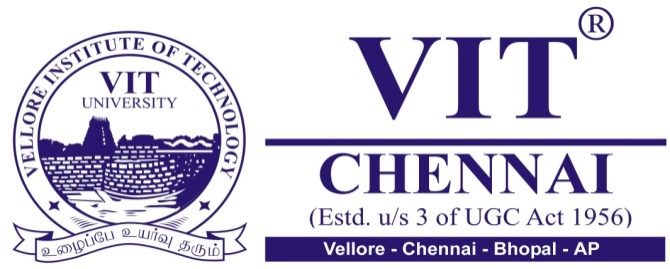 VELLORE INSTITUTE OF TECHNOLOGY
VIT
UNIVERSITY
உழைப்பே உயர்வு தரும்
VIT®
CHENNAI
(Estd. u/s 3 of UGC Act 1956)
Vellore - Chennai - Bhopal - AP